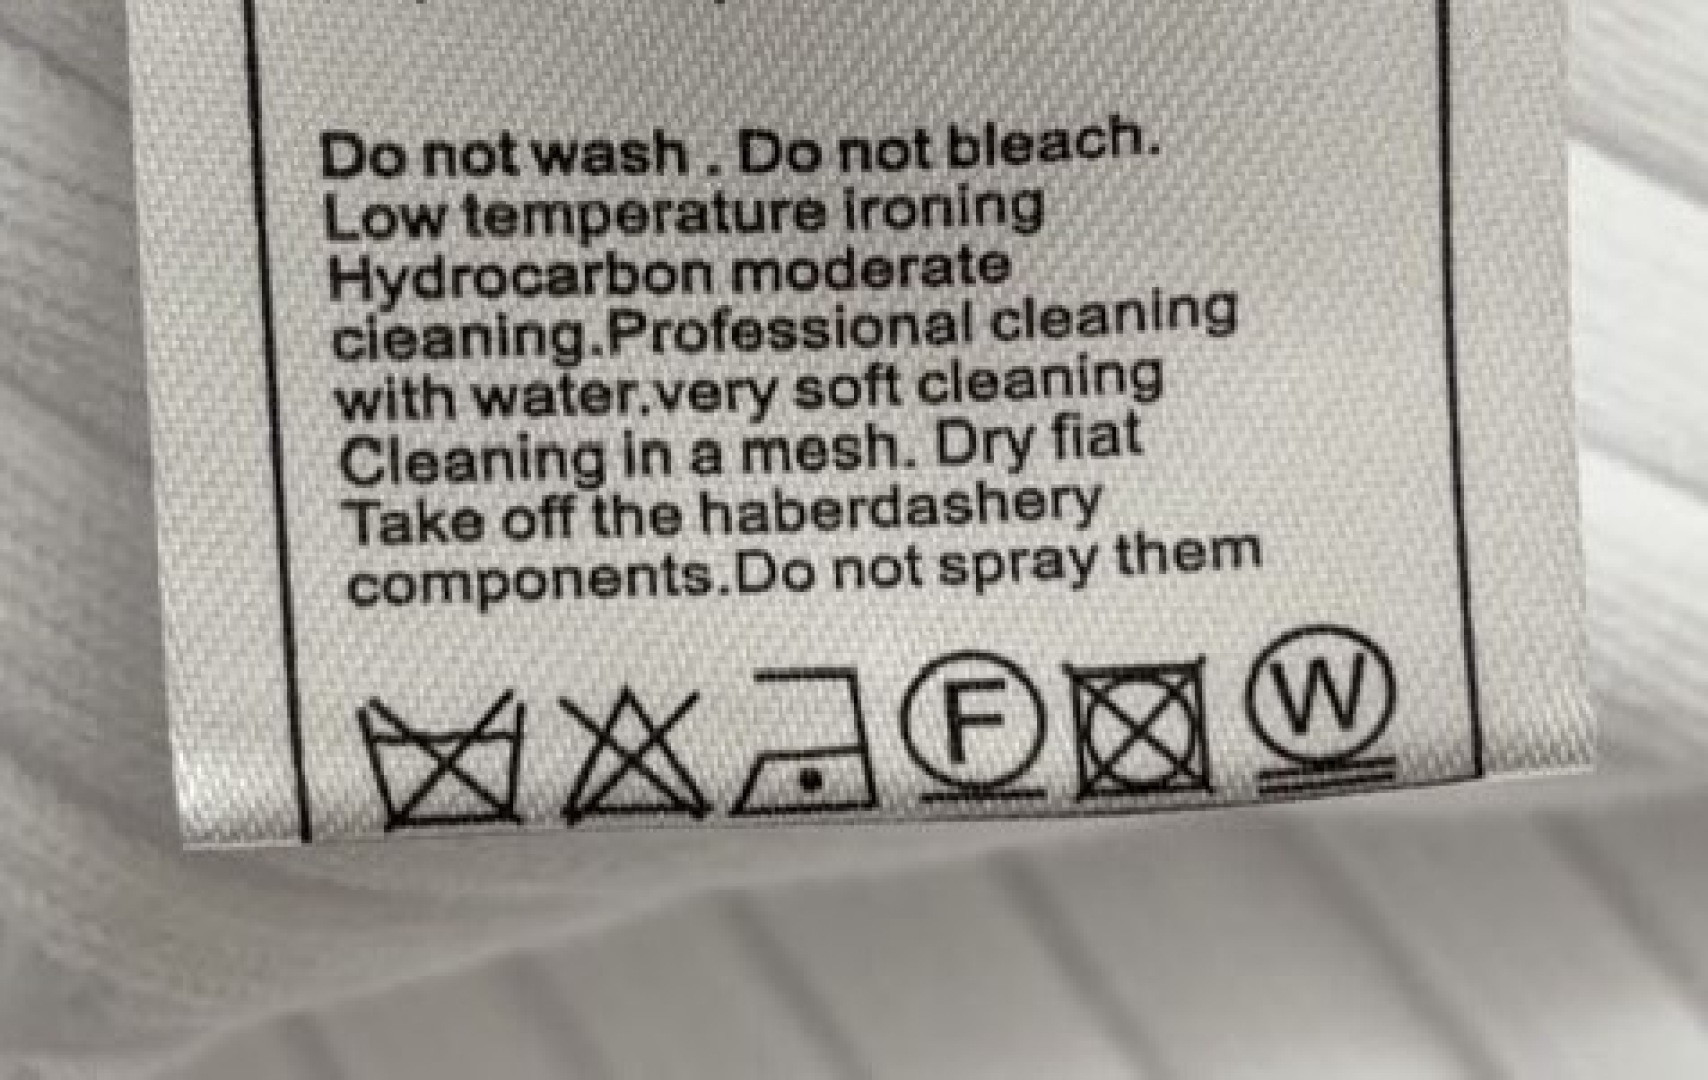 Do not wash . Do not bleach.
Low temperature ironing
Hydrocarbon moderate
cieaning.Professional cleaning
with water.very soft cleaning
Cleaning in a mesh. Dry fiat
Take off the haberdashery
components.Do not spray them
F W